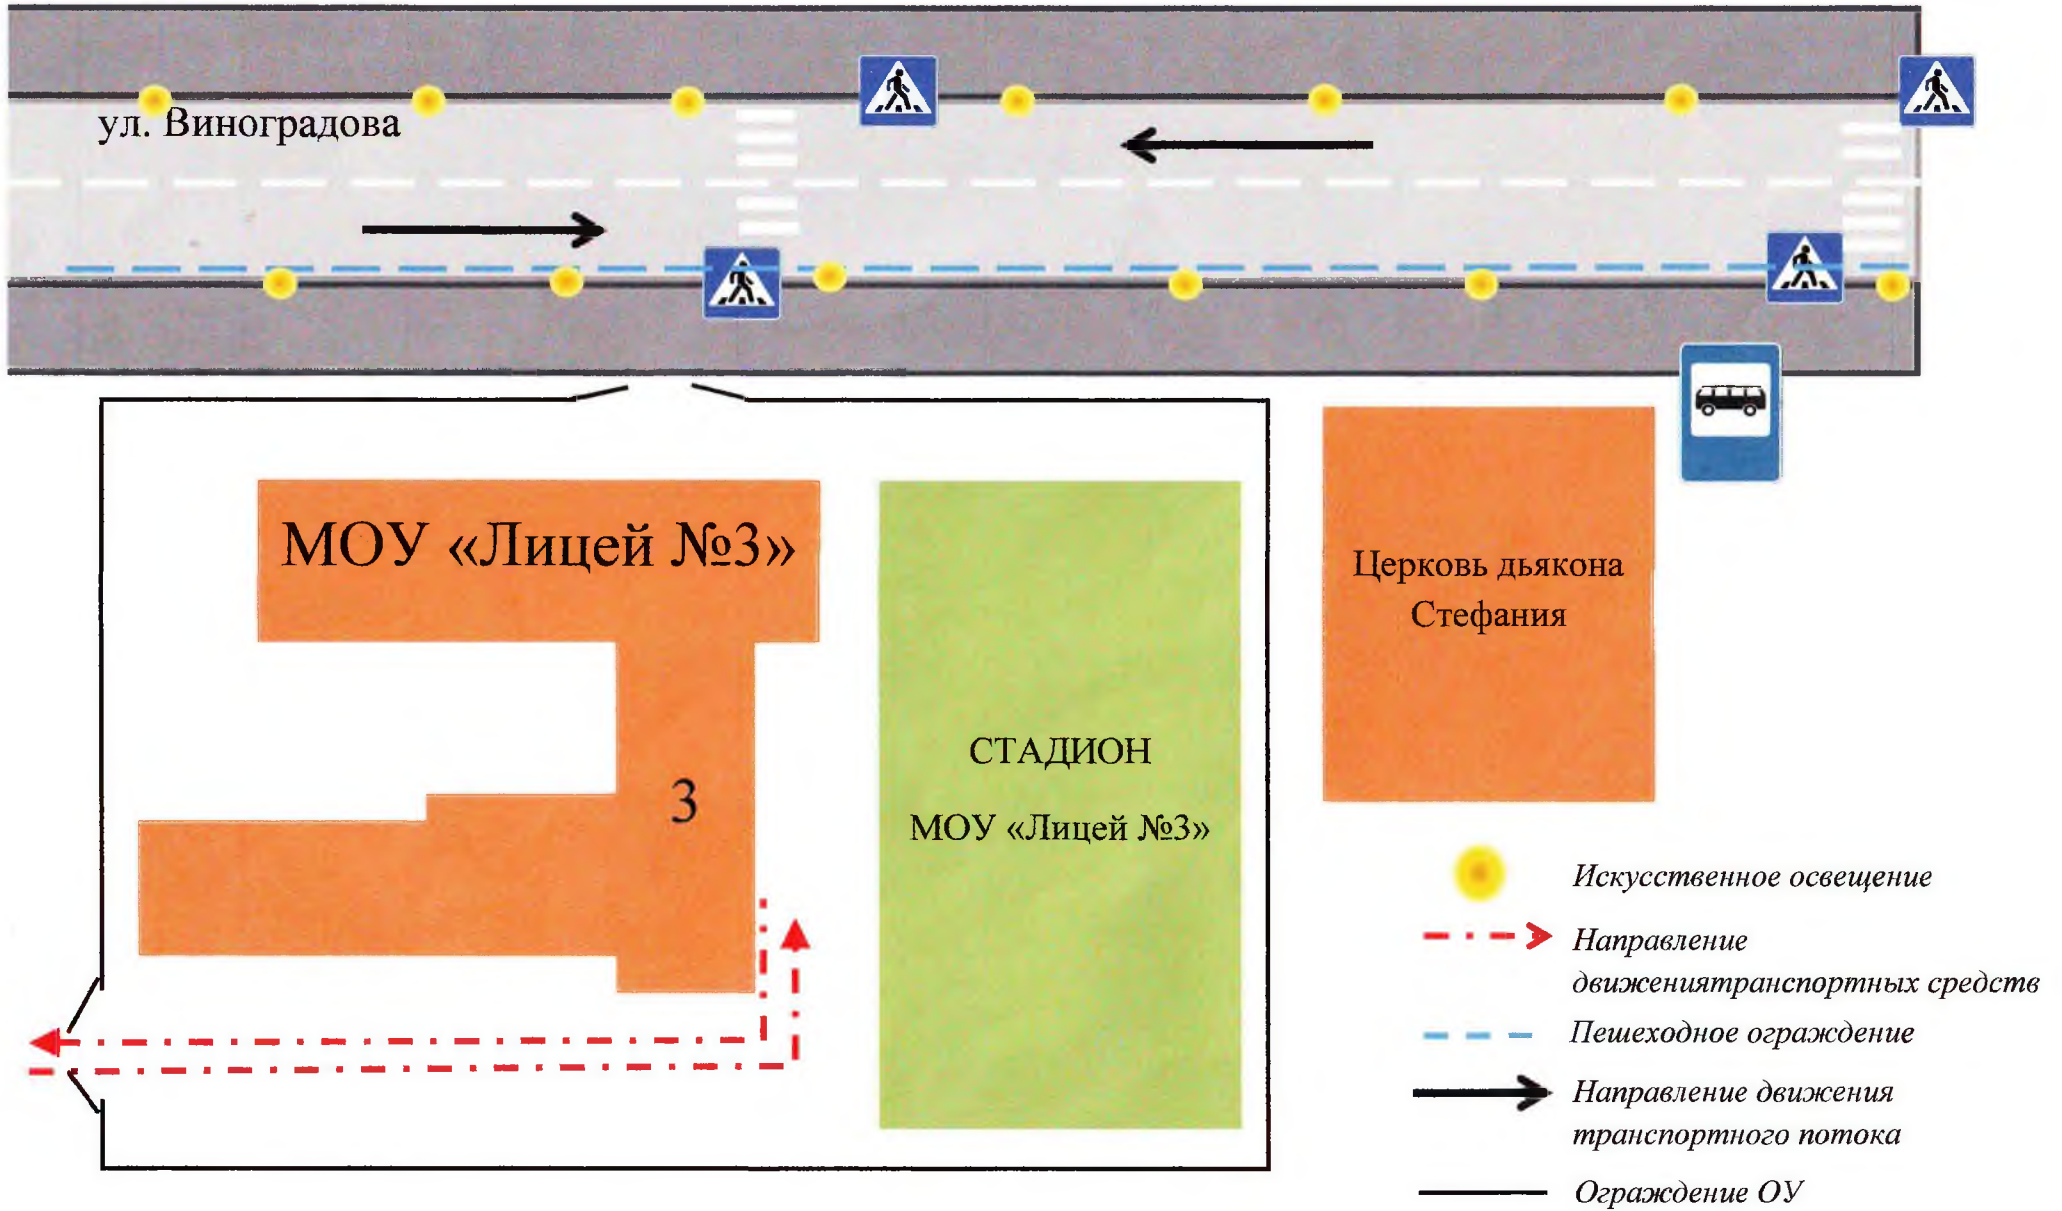 ул. Виноградова
МОУ «Лицей №3»
3
СТАДИОН
МОУ «Лицей №3»
Церковь дьякона
Стефания
Искусственное освещение
Направление
движениятранспортных средств
Пешеходное ограждение
Направление движения
транспортного потока
Ограждение ОУ